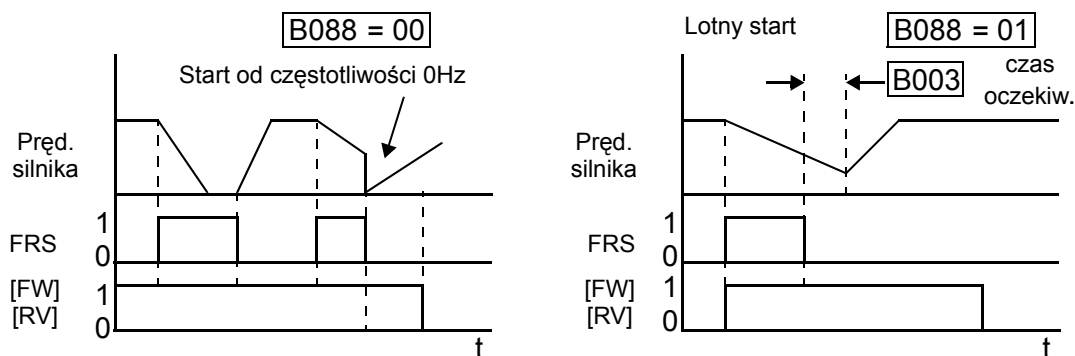 B088 = 00
Start od częstotliwości 0Hz
Pręd.
silnika
FRS
1
0
[FW]
[RV]
1
0
t
Lotny start
B088 = 01
B003
czas
oczekiw.
Pręd.
silnika
FRS
1
0
[FW]
[RV]
1
0
t